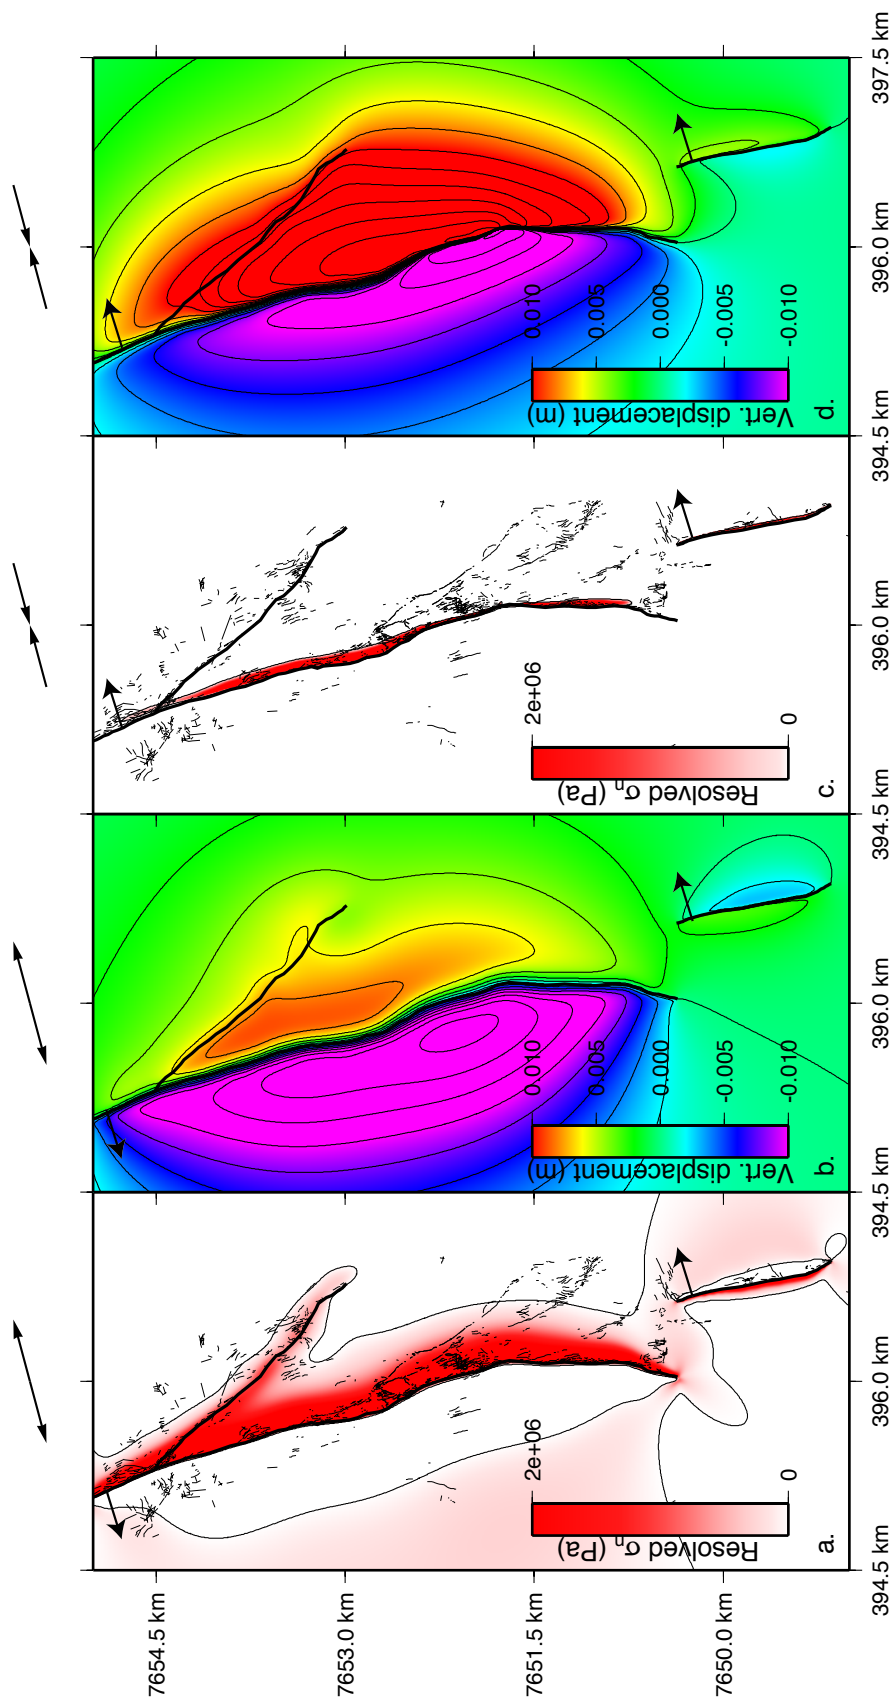 7654.5 km
7653.0 km
7651.5 km
7650.0 km
2e+06
0
Resolved σn (Pa)
a.
0.010
0.005
0.000
-0.005
-0.010
Vert. displacement (m)
b.
2e+06
0
Resolved σn (Pa)
c.
0.010
0.005
0.000
-0.005
-0.010
Vert. displacement (m)
d.
394.5 km
396.0 km
394.5 km
396.0 km
394.5 km
396.0 km
394.5 km
396.0 km
397.5 km